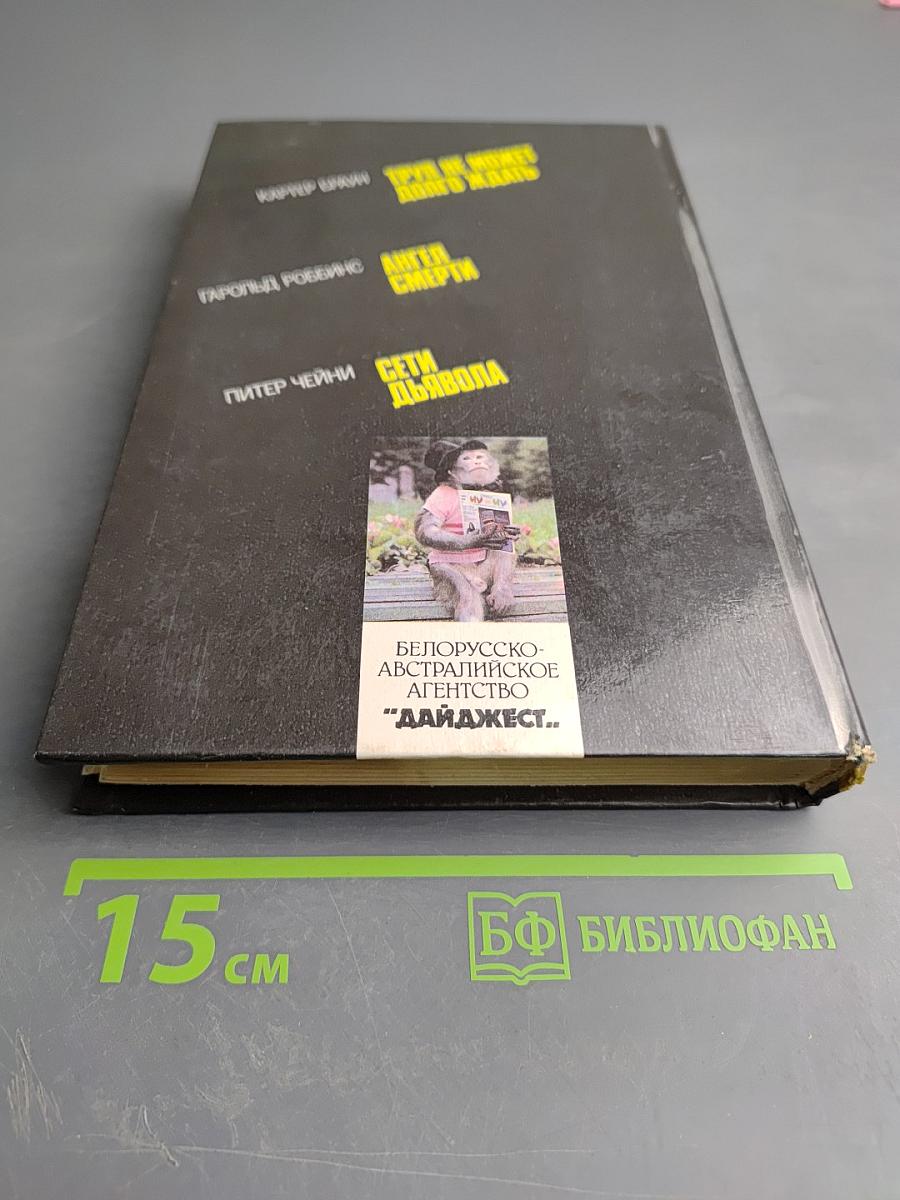 КАРТЕР БРАУН
ТРУП НЕ МОЖЕТ
ДОЛГО ЖДАТЬ
ГАРОЛЬД РОББИНС
АНГЕЛ
СМЕРТИ
ПИТЕР ЧЕЙНИ
СЕТИ
ДЬЯВОЛА
БЕЛОРУССКО-
АВСТРАЛИЙСКОЕ
АГЕНТСТВО
"ДАЙДЖЕСТ"
15 см
БФ БИБЛИОФАН